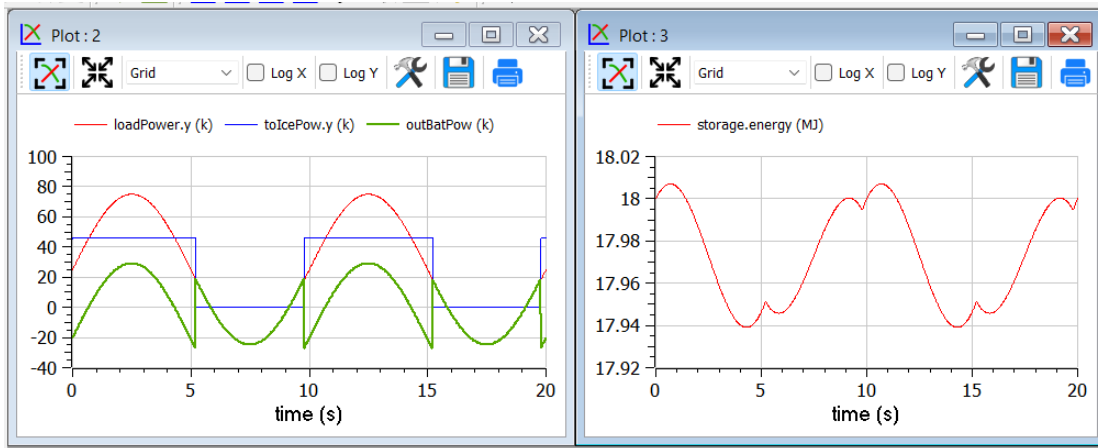 Plot : 2
Grid Log X Log Y
loadPower.y (k) toIcePow.y (k) outBatPow (k)
100
80
60
40
20
0
-20
-40
0 5 10 15 20
time (s)
Plot : 3
Grid Log X Log Y
storage.energy (MJ)
18.02
18
17.98
17.96
17.94
17.92
0 5 10 15 20
time (s)